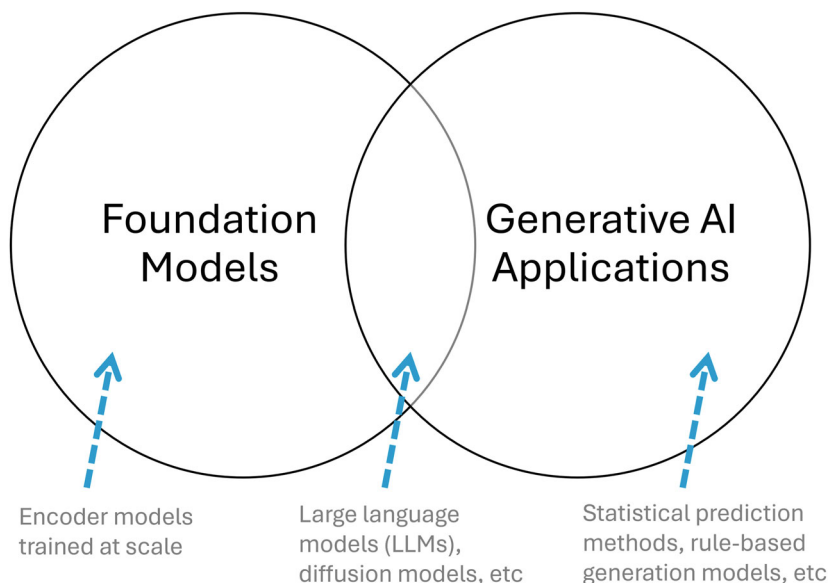 Foundation
Models
Generative AI
Applications
Encoder models
trained at scale
Large language
models (LLMs),
diffusion models, etc
Statistical prediction
methods, rule-based
generation models, etc